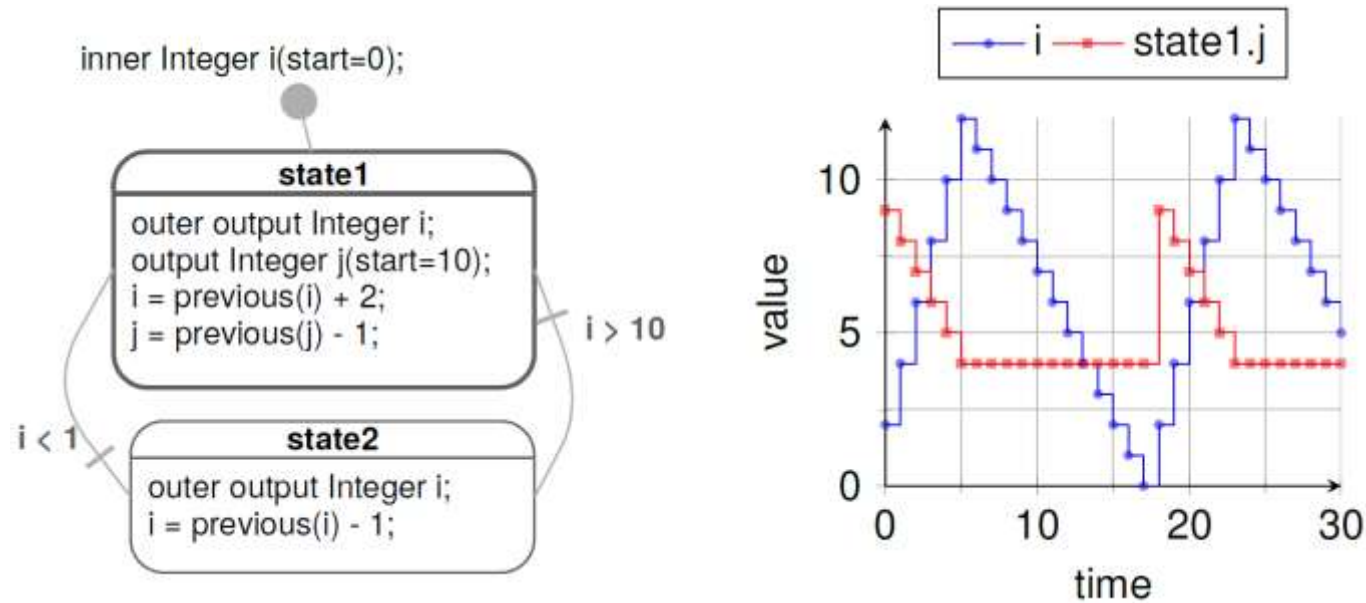 inner Integer i(start=0);
state1
outer output Integer i;
output Integer j(start=10);
i = previous(i) + 2;
j = previous(j) - 1;
i > 10
i < 1
state2
outer output Integer i;
i = previous(i) - 1;
i state1.j
10
5
0
value
0 10 20 30
time